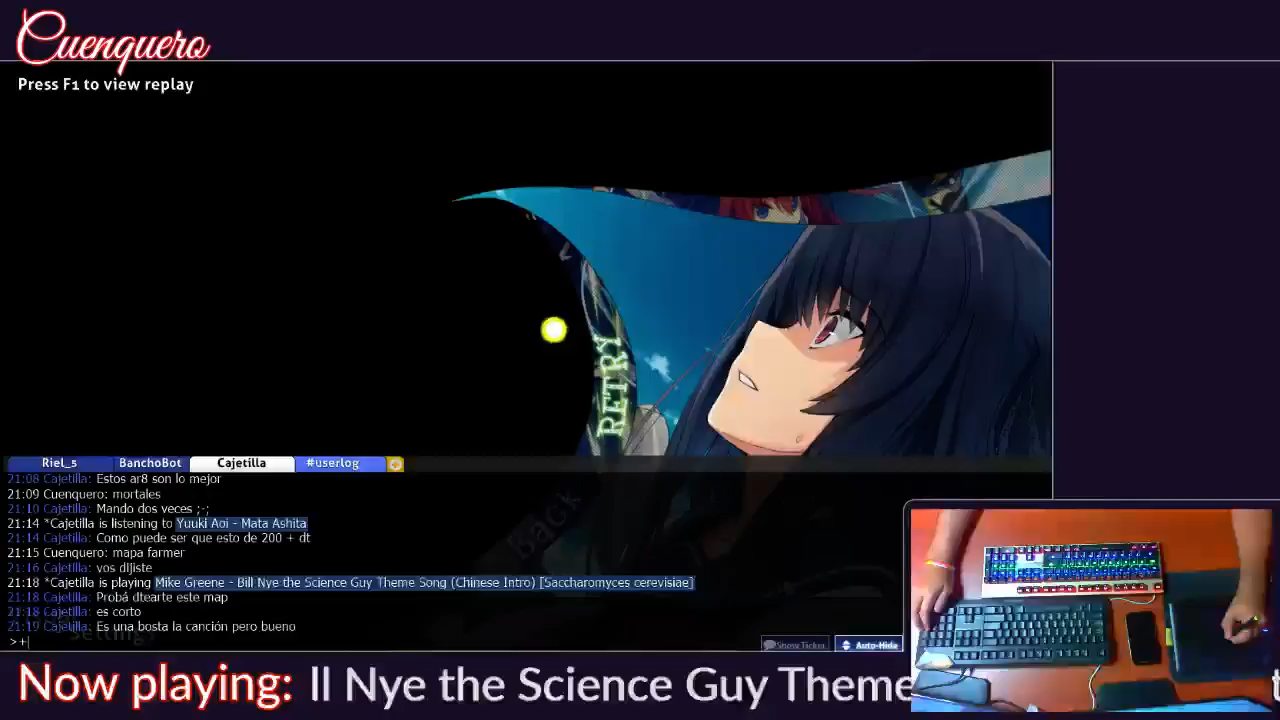 Cuenquero
Press F1 to view replay
RETRY
Back
Riel_5 BanchoBot Cajetilla #userlog
21:08 Cajetilla: Estos ar8 son lo mejor
21:09 Cuenquero: mortales
21:10 Cajetilla: Mando dos veces ;-;
21:14 *Cajetilla is listening to Yuuki Aoi - Mata Ashita
21:14 Cajetilla: Como puede ser que esto de 200 + dt
21:15 Cuenquero: mapa farmer
21:16 Cajetilla: vos dijiste
21:18 *Cajetilla is playing Mike Greene - Bill Nye the Science Guy Theme Song (Chinese Intro) [Saccharomyces cerevisiae]
21:18 Cajetilla: Probá dtearte este map
21:18 Cajetilla: es corto
21:19 Cajetilla: Es una bosta la canción pero bueno
> +|
Show Ticker Auto-Hide
Now playing: ll Nye the Science Guy Theme